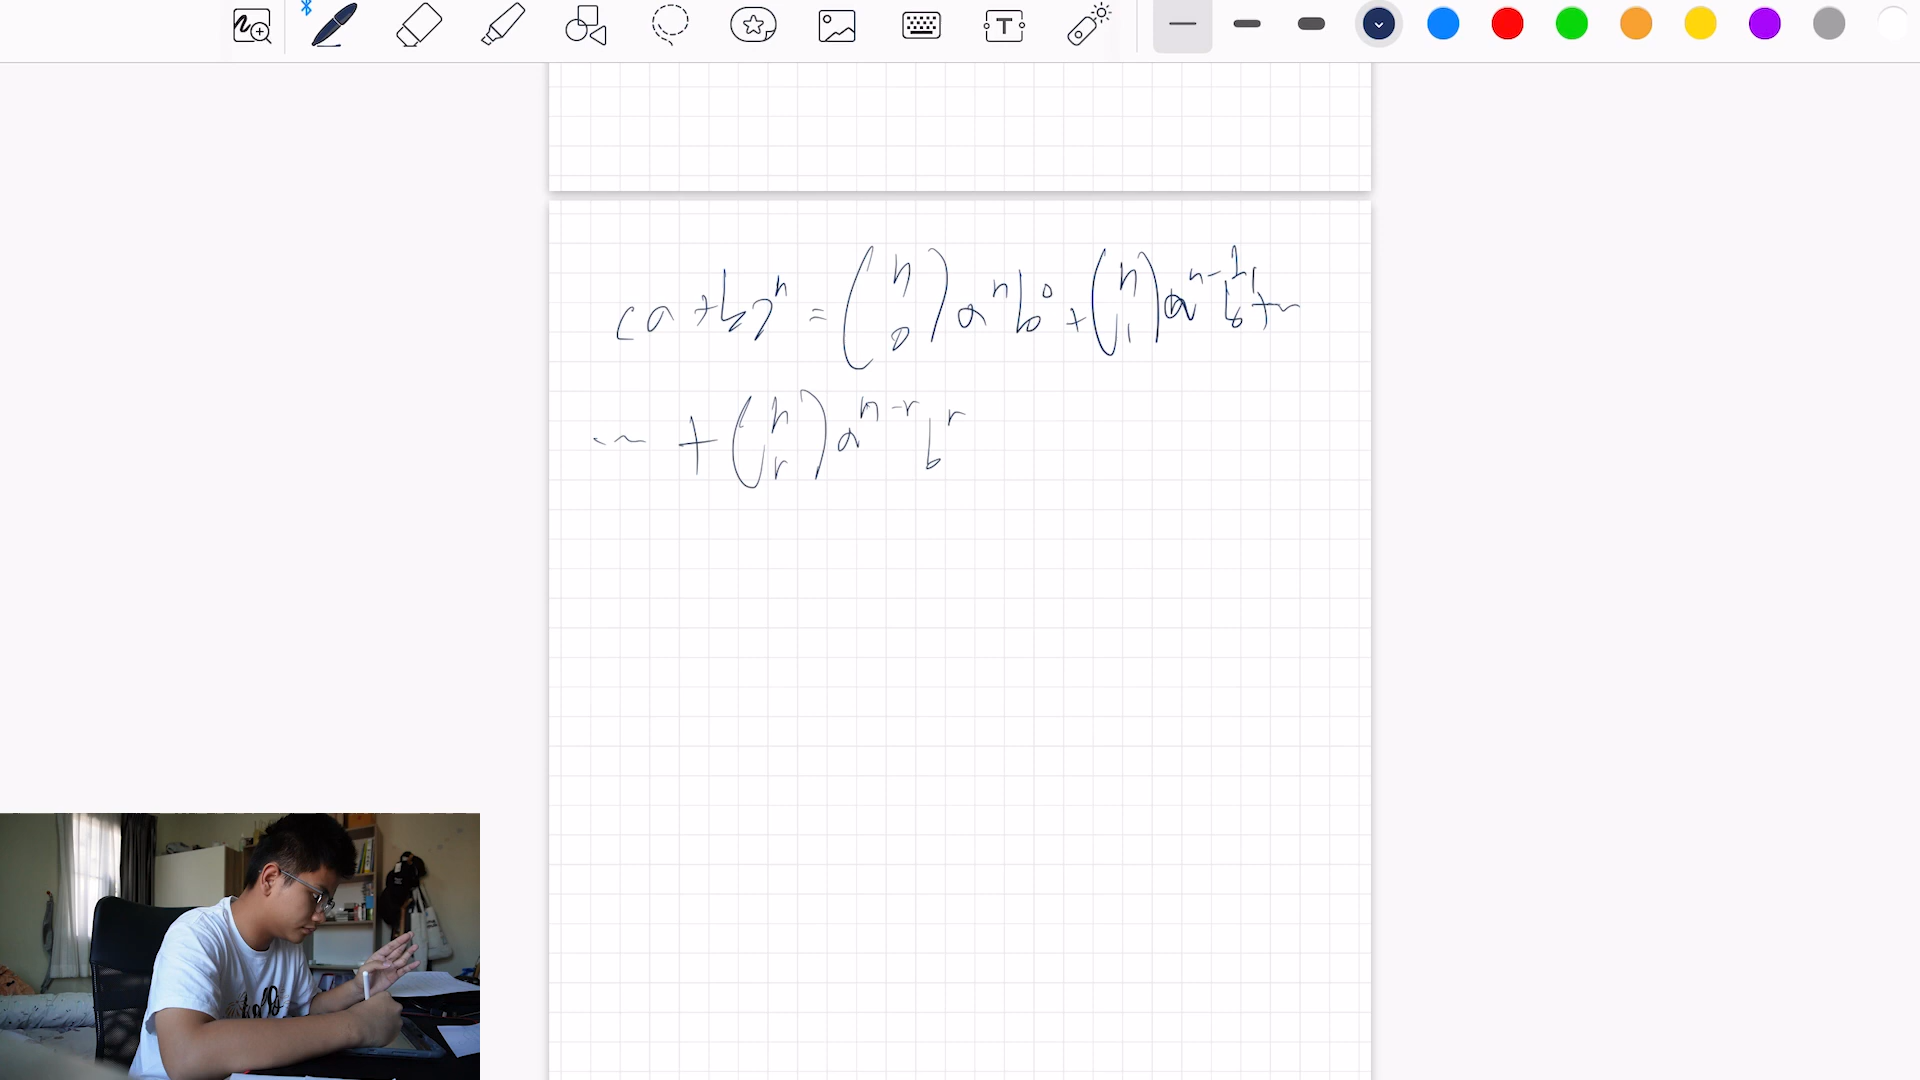 (a+b)^n = (n 0) a^n b^0 + (n 1) a^{n-1} b^1 + ...
... + (n r) a^{n-r} b^r